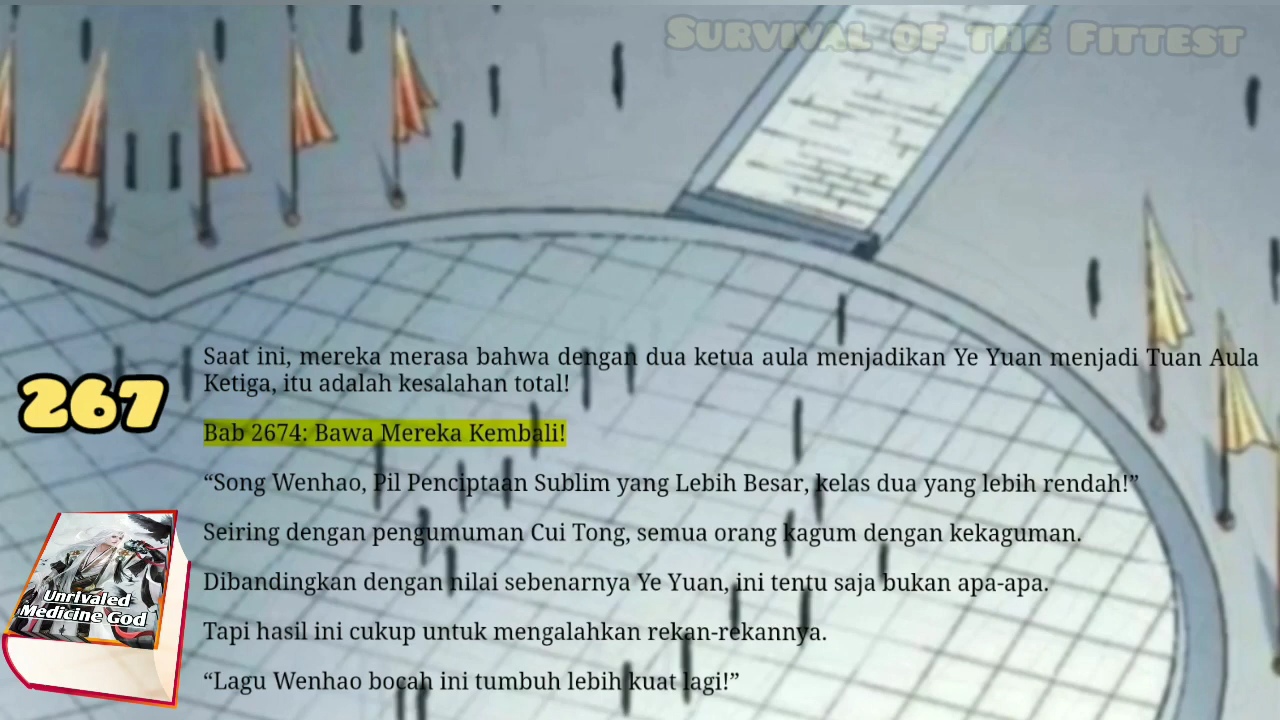 Survival of the Fittest
Saat ini, mereka merasa bahwa dengan dua ketua aula menjadikan Ye Yuan menjadi Tuan Aula
Ketiga, itu adalah kesalahan total!
267
Bab 2674: Bawa Mereka Kembali!
“Song Wenhao, Pil Penciptaan Sublim yang Lebih Besar, kelas dua yang lebih rendah!”
Seiring dengan pengumuman Cui Tong, semua orang kagum dengan kekaguman.
Dibandingkan dengan nilai sebenarnya Ye Yuan, ini tentu saja bukan apa-apa.
Unrivaled
Medicine God
Tapi hasil ini cukup untuk mengalahkan rekan-rekannya.
“Lagu Wenhao bocah ini tumbuh lebih kuat lagi!”